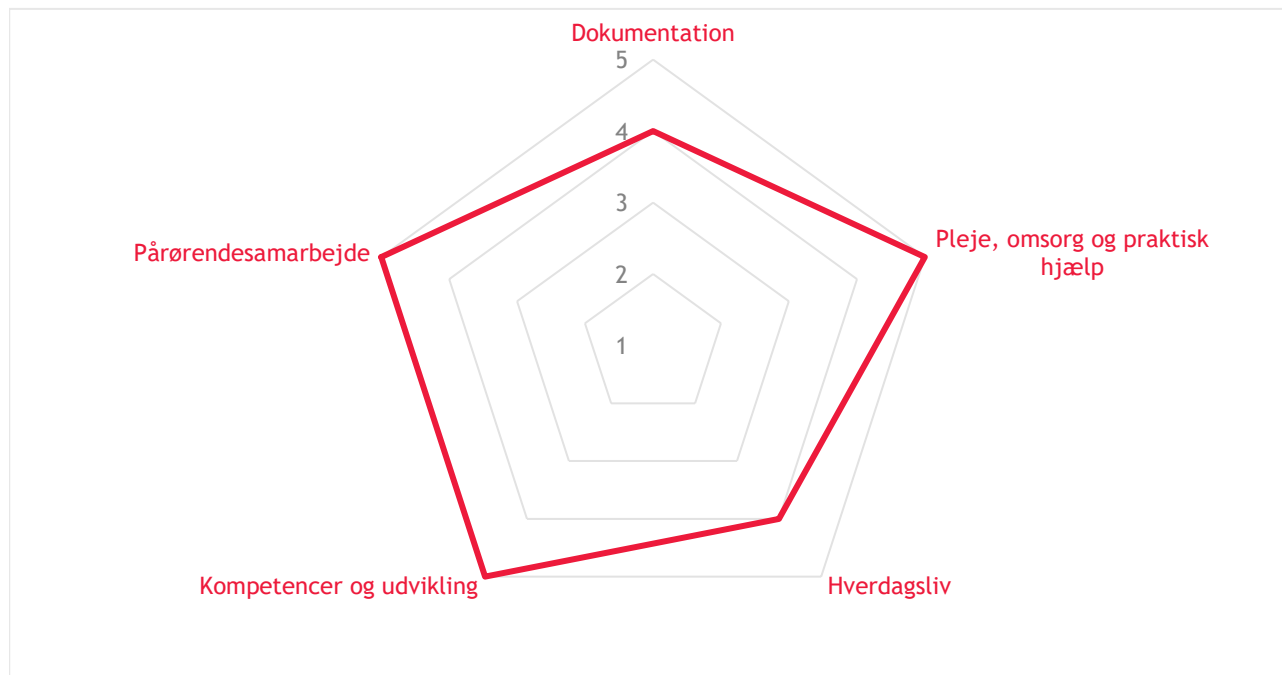 Dokumentation
5
4
3
2
1
Pårørendesamarbejde
Pleje, omsorg og praktisk
hjælp
Kompetencer og udvikling
Hverdagsliv